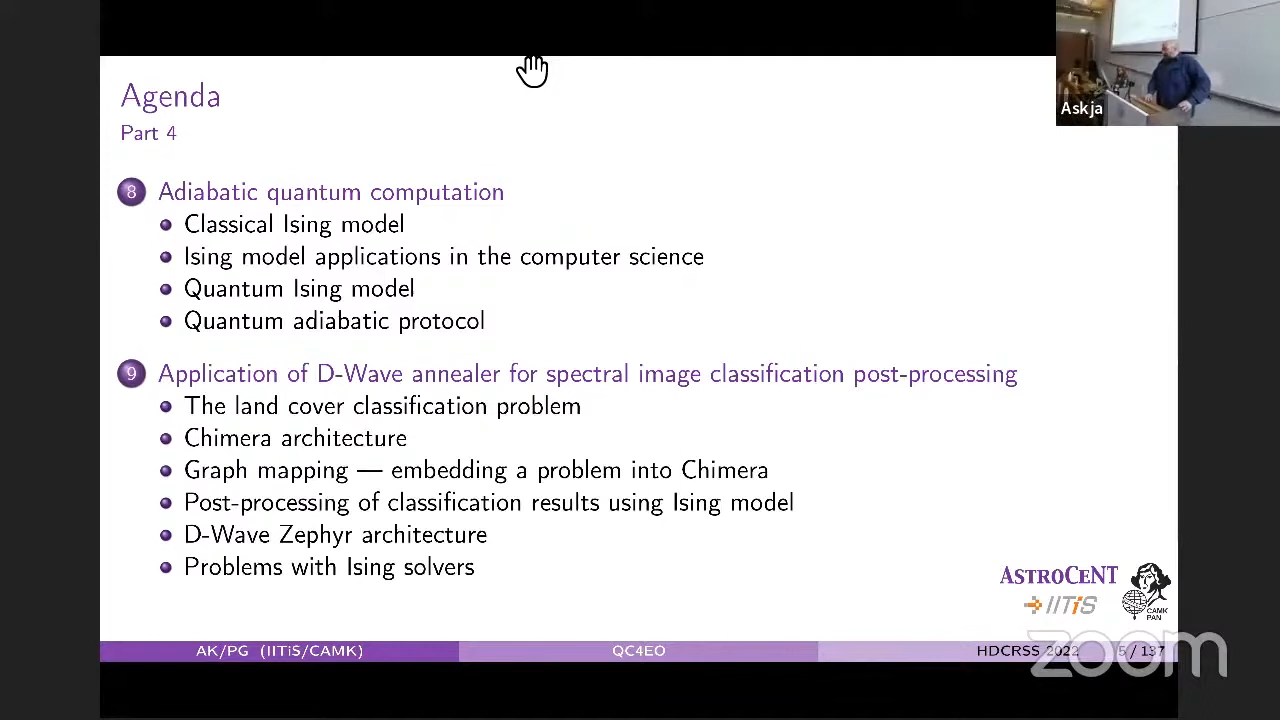 Agenda
Part 4
Askja
8 Adiabatic quantum computation
Classical Ising model
Ising model applications in the computer science
Quantum Ising model
Quantum adiabatic protocol
9 Application of D-Wave annealer for spectral image classification post-processing
The land cover classification problem
Chimera architecture
Graph mapping — embedding a problem into Chimera
Post-processing of classification results using Ising model
D-Wave Zephyr architecture
Problems with Ising solvers
ASTROCENT
IITiS
CAMK
PAN
AK/PG (IITiS/CAMK) QC4EO HDCRSS 2022 5 / 137
zoom